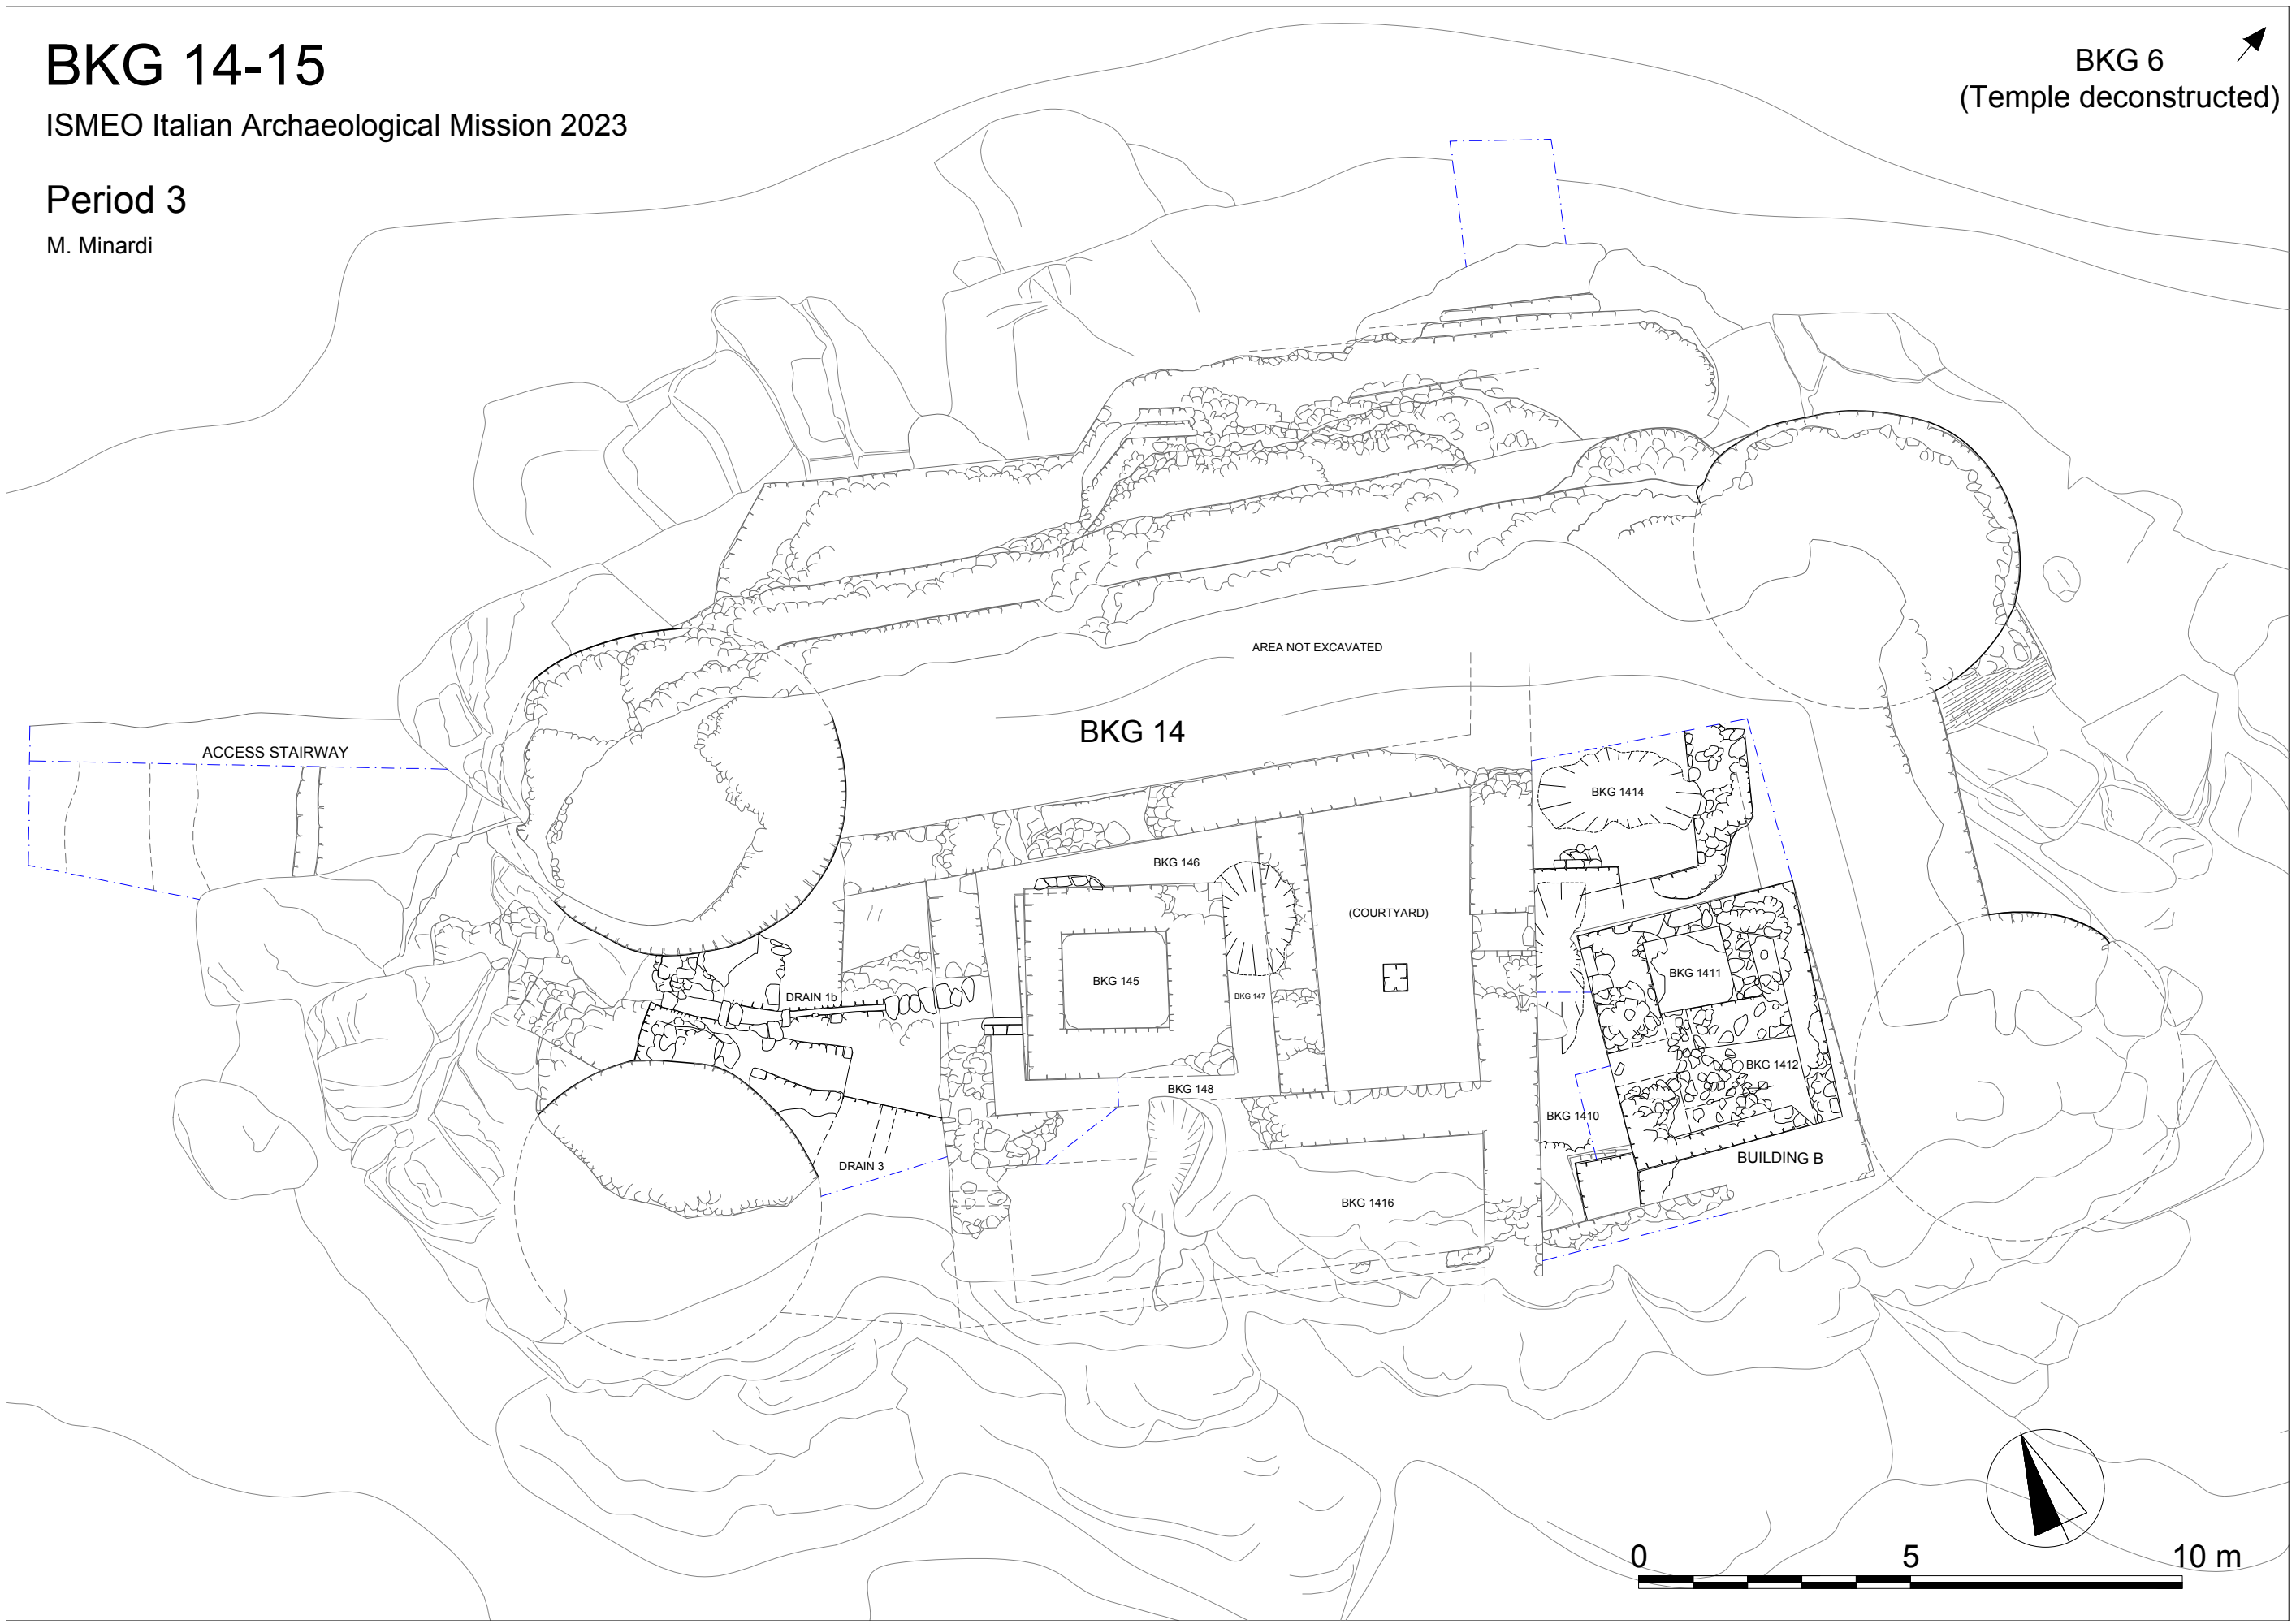 BKG 14-15
ISMEO Italian Archaeological Mission 2023
Period 3
M. Minardi
BKG 6
(Temple deconstructed)
AREA NOT EXCAVATED
BKG 14
ACCESS STAIRWAY
BKG 1414
BKG 146
(COURTYARD)
BKG 1411
BKG 145
DRAIN 1b
BKG 147
BKG 1412
BKG 148
BKG 1410
BUILDING B
DRAIN 3
BKG 1416
0 5 10 m